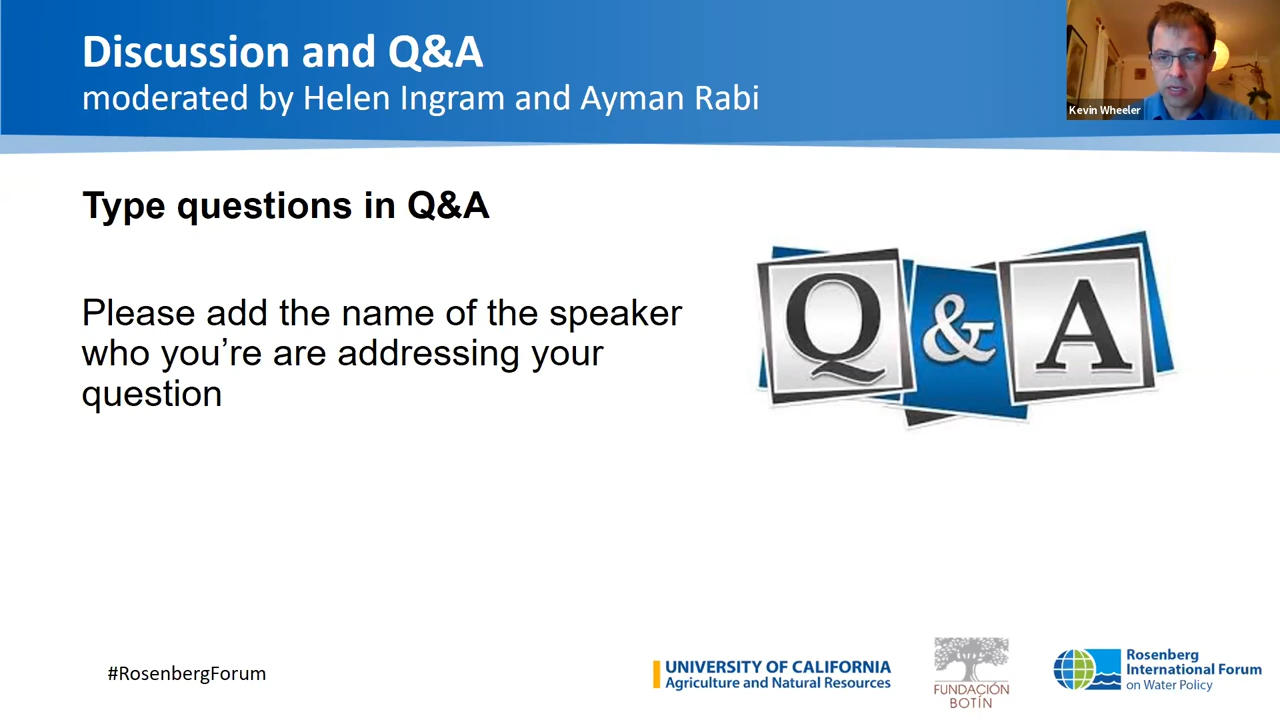 Discussion and Q&A
moderated by Helen Ingram and Ayman Rabi
Kevin Wheeler
Type questions in Q&A
Please add the name of the speaker
who you’re are addressing your
question
Q & A
#RosenbergForum
UNIVERSITY OF CALIFORNIA
Agriculture and Natural Resources
FUNDACIÓN
BOTÍN
Rosenberg
International Forum
on Water Policy